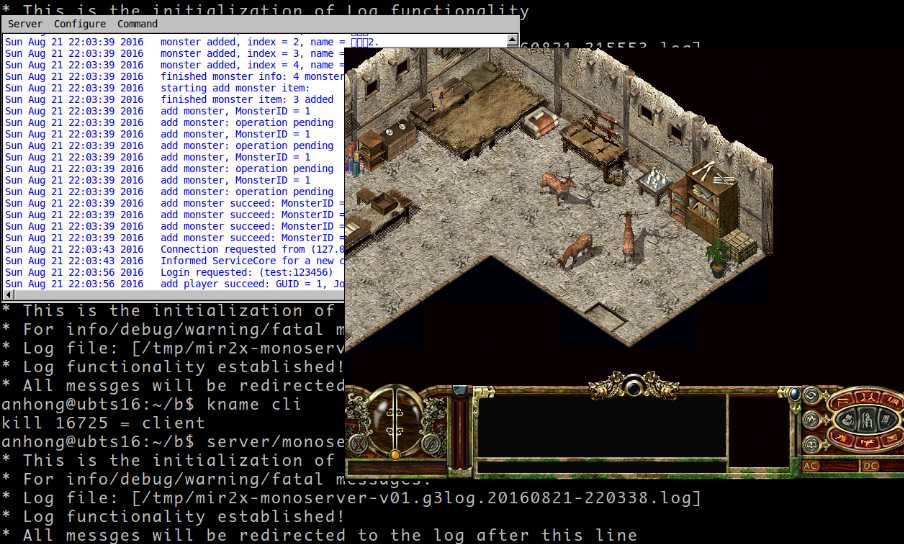 * This is the initialization of Log functionality
160821-215553.log]
Server Configure Command
monster added, index = 2, name = 2.
Sun Aug 21 22:03:39 2016 monster added, index = 3, name =
Sun Aug 21 22:03:39 2016 monster added, index = 4, name =
Sun Aug 21 22:03:39 2016 finished monster info: 4 monster
Sun Aug 21 22:03:39 2016 starting add monster item:
Sun Aug 21 22:03:39 2016 finished monster item: 3 added
Sun Aug 21 22:03:39 2016 add monster, MonsterID = 1
Sun Aug 21 22:03:39 2016 add monster: operation pending
Sun Aug 21 22:03:39 2016 add monster, MonsterID = 1
Sun Aug 21 22:03:39 2016 add monster: operation pending
Sun Aug 21 22:03:39 2016 add monster, MonsterID = 1
Sun Aug 21 22:03:39 2016 add monster: operation pending
Sun Aug 21 22:03:39 2016 add monster, MonsterID = 1
Sun Aug 21 22:03:39 2016 add monster: operation pending
Sun Aug 21 22:03:39 2016 add monster succeed: MonsterID =
Sun Aug 21 22:03:39 2016 add monster succeed: MonsterID =
Sun Aug 21 22:03:39 2016 add monster succeed: MonsterID =
Sun Aug 21 22:03:39 2016 add monster succeed: MonsterID =
Sun Aug 21 22:03:43 2016 Connection requested from (127.0
Sun Aug 21 22:03:43 2016 Informed ServiceCore for a new c
Sun Aug 21 22:03:56 2016 Login requested: (test:123456)
Sun Aug 21 22:03:56 2016 add player succeed: GUID = 1, Jo
* This is the initialization of
* For info/debug/warning/fatal m
* Log file: [/tmp/mir2x-monoserv
* Log functionality established!
* All messges will be redirected
anhong@ubts16:~/b$ kname cli
kill 16725 = client
anhong@ubts16:~/b$ server/monose
* This is the initialization of
* For info/debug/warning/fatal messages:
* Log file: [/tmp/mir2x-monoserver-v01.g3log.20160821-220338.log]
* Log functionality established!
* All messges will be redirected to the log after this line
AC DC